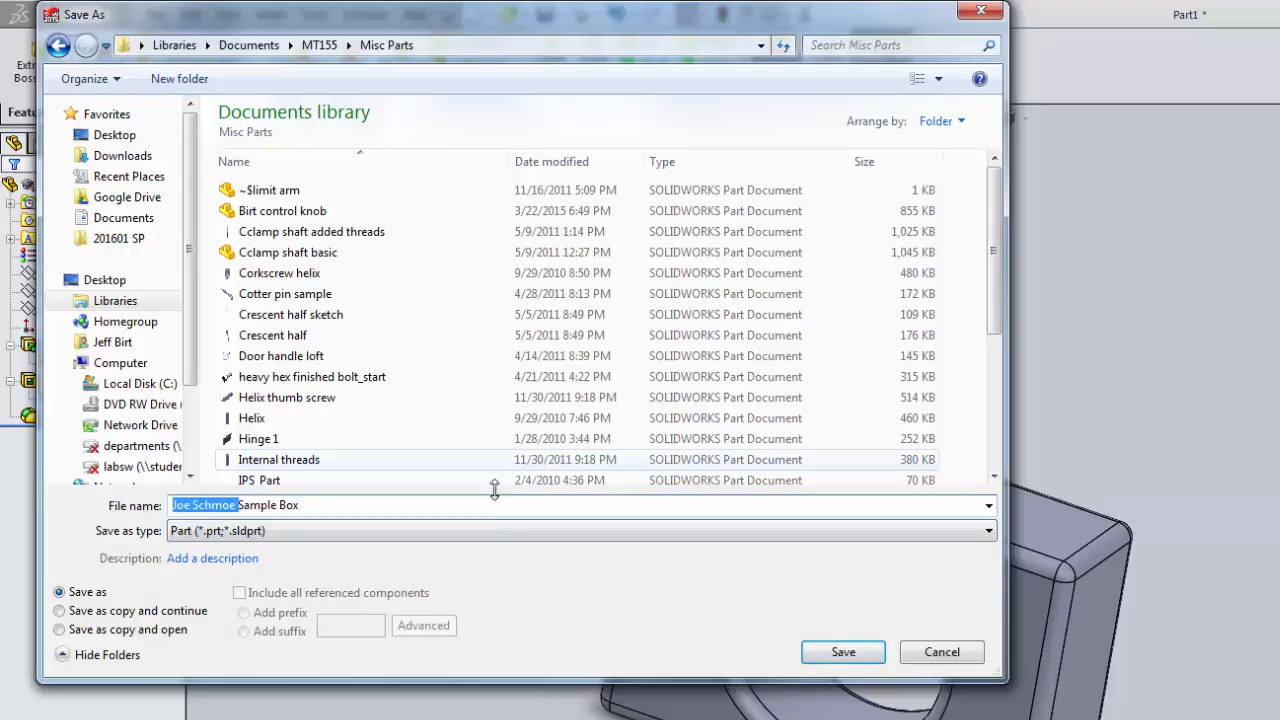 Save As
Part1 *
Libraries Documents MT155 Misc Parts
Search Misc Parts
Organize New folder
Documents library
Misc Parts
Arrange by: Folder
Name Date modified Type Size
~$limit arm 11/16/2011 5:09 PM SOLIDWORKS Part Document 1 KB
Birt control knob 3/22/2015 6:49 PM SOLIDWORKS Part Document 855 KB
Cclamp shaft added threads 5/9/2011 1:14 PM SOLIDWORKS Part Document 1,025 KB
Cclamp shaft basic 5/9/2011 12:27 PM SOLIDWORKS Part Document 1,045 KB
Corkscrew helix 9/29/2010 8:50 PM SOLIDWORKS Part Document 480 KB
Cotter pin sample 4/28/2011 8:13 PM SOLIDWORKS Part Document 172 KB
Crescent half sketch 5/5/2011 8:49 PM SOLIDWORKS Part Document 109 KB
Crescent half 5/5/2011 8:49 PM SOLIDWORKS Part Document 176 KB
Door handle loft 4/14/2011 8:39 PM SOLIDWORKS Part Document 145 KB
heavy hex finished bolt_start 4/21/2011 4:22 PM SOLIDWORKS Part Document 315 KB
Helix thumb screw 11/30/2011 9:18 PM SOLIDWORKS Part Document 514 KB
Helix 9/29/2010 7:46 PM SOLIDWORKS Part Document 460 KB
Hinge 1 1/28/2010 3:44 PM SOLIDWORKS Part Document 252 KB
Internal threads 11/30/2011 9:18 PM SOLIDWORKS Part Document 380 KB
IPS Part 2/4/2010 4:36 PM SOLIDWORKS Part Document 70 KB
Favorites
Desktop
Downloads
Recent Places
Google Drive
Documents
201601 SP
Desktop
Libraries
Homegroup
Jeff Birt
Computer
Local Disk (C:)
DVD RW Drive
Network Drive
departments (\
labsw (\\studen
Extr
Boss
Featu
File name: Joe Schmoe Sample Box
Save as type: Part (*.prt;*.sldprt)
Description: Add a description
Save as
Save as copy and continue
Save as copy and open
Include all referenced components
Add prefix
Add suffix
Advanced
Hide Folders
Save Cancel